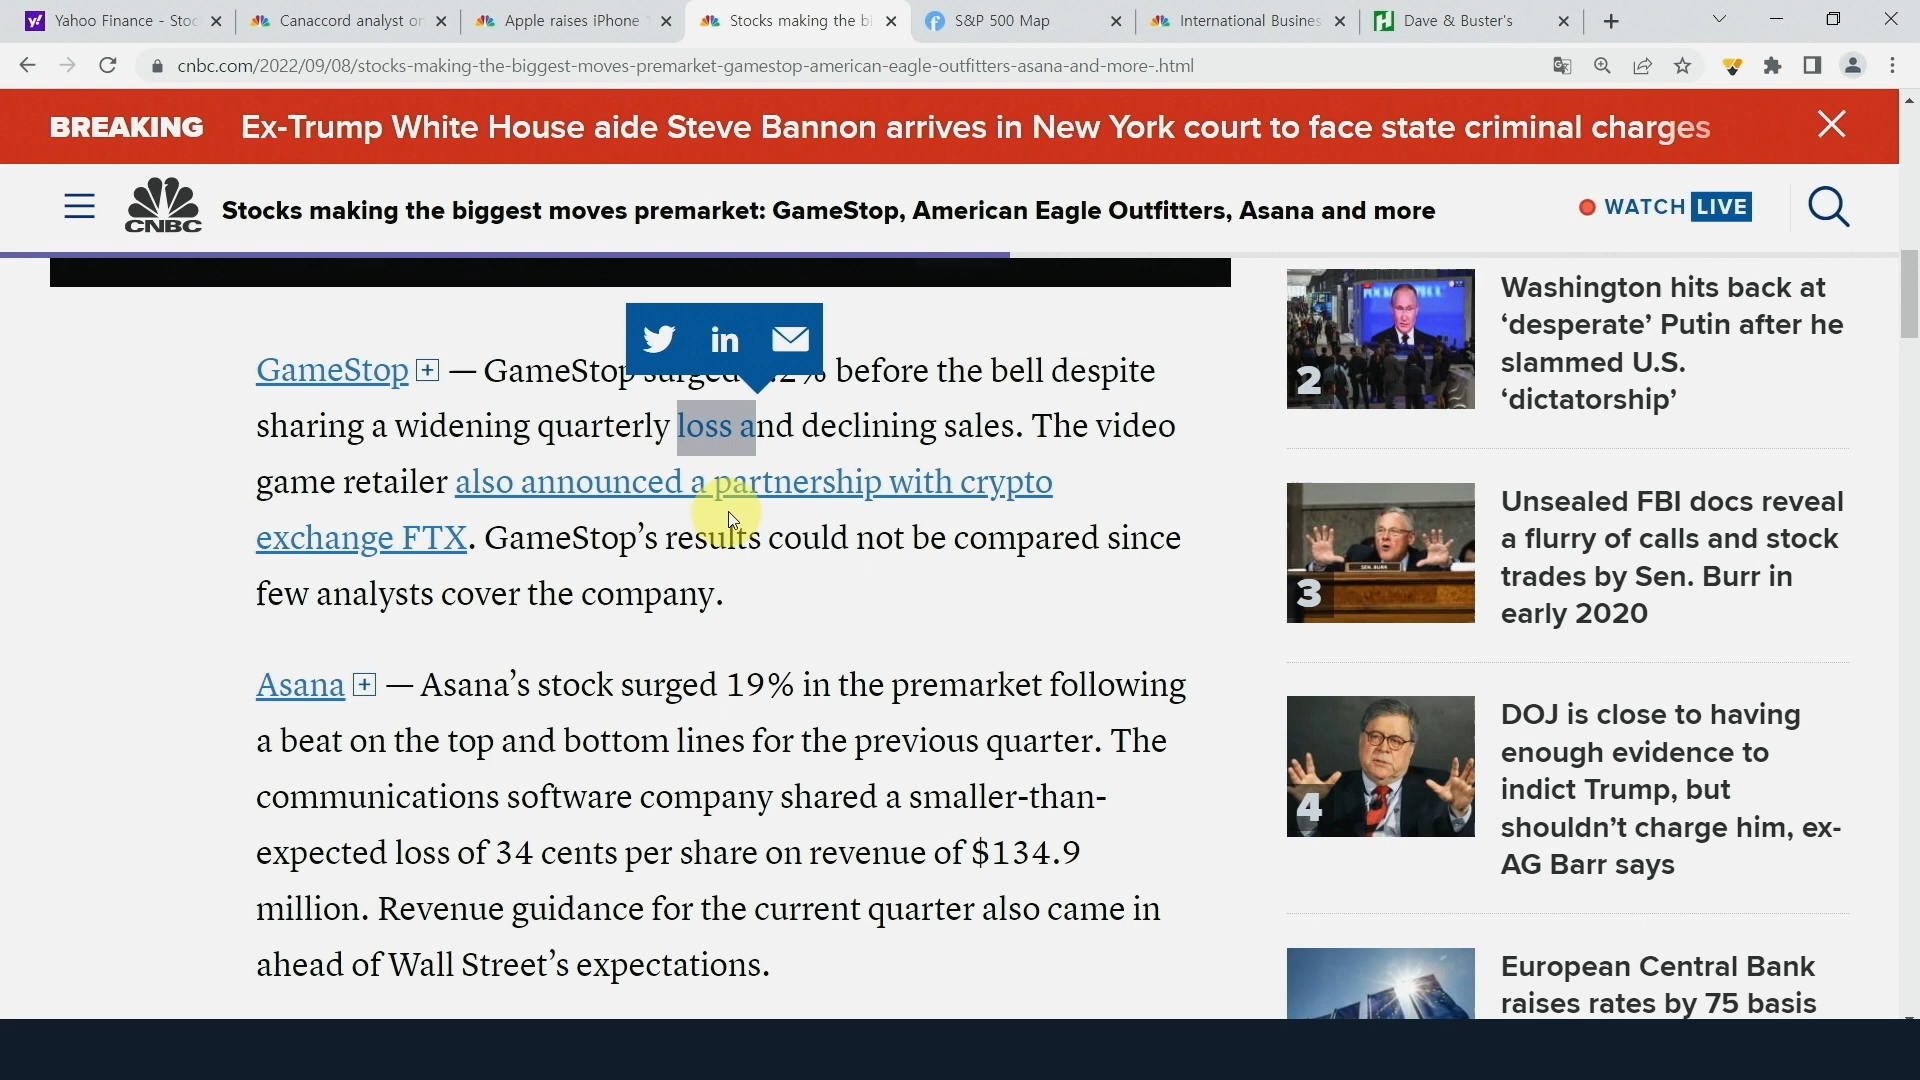 Yahoo Finance - Stoc
Canaccord analyst on
Apple raises iPhone
Stocks making the bi
S&P 500 Map
International Busines
Dave & Buster's
cnbc.com/2022/09/08/stocks-making-the-biggest-moves-premarket-gamestop-american-eagle-outfitters-asana-and-more-.html
BREAKING Ex-Trump White House aide Steve Bannon arrives in New York court to face state criminal charges
CNBC
Stocks making the biggest moves premarket: GameStop, American Eagle Outfitters, Asana and more
WATCH LIVE
GameStop — GameStop surged 2% before the bell despite
sharing a widening quarterly loss and declining sales. The video
game retailer also announced a partnership with crypto
exchange FTX. GameStop’s results could not be compared since
few analysts cover the company.
Asana — Asana’s stock surged 19% in the premarket following
a beat on the top and bottom lines for the previous quarter. The
communications software company shared a smaller-than-
expected loss of 34 cents per share on revenue of $134.9
million. Revenue guidance for the current quarter also came in
ahead of Wall Street’s expectations.
2
Washington hits back at
‘desperate’ Putin after he
slammed U.S.
‘dictatorship’
SEN. BURR
3
Unsealed FBI docs reveal
a flurry of calls and stock
trades by Sen. Burr in
early 2020
4
DOJ is close to having
enough evidence to
indict Trump, but
shouldn’t charge him, ex-
AG Barr says
European Central Bank
raises rates by 75 basis